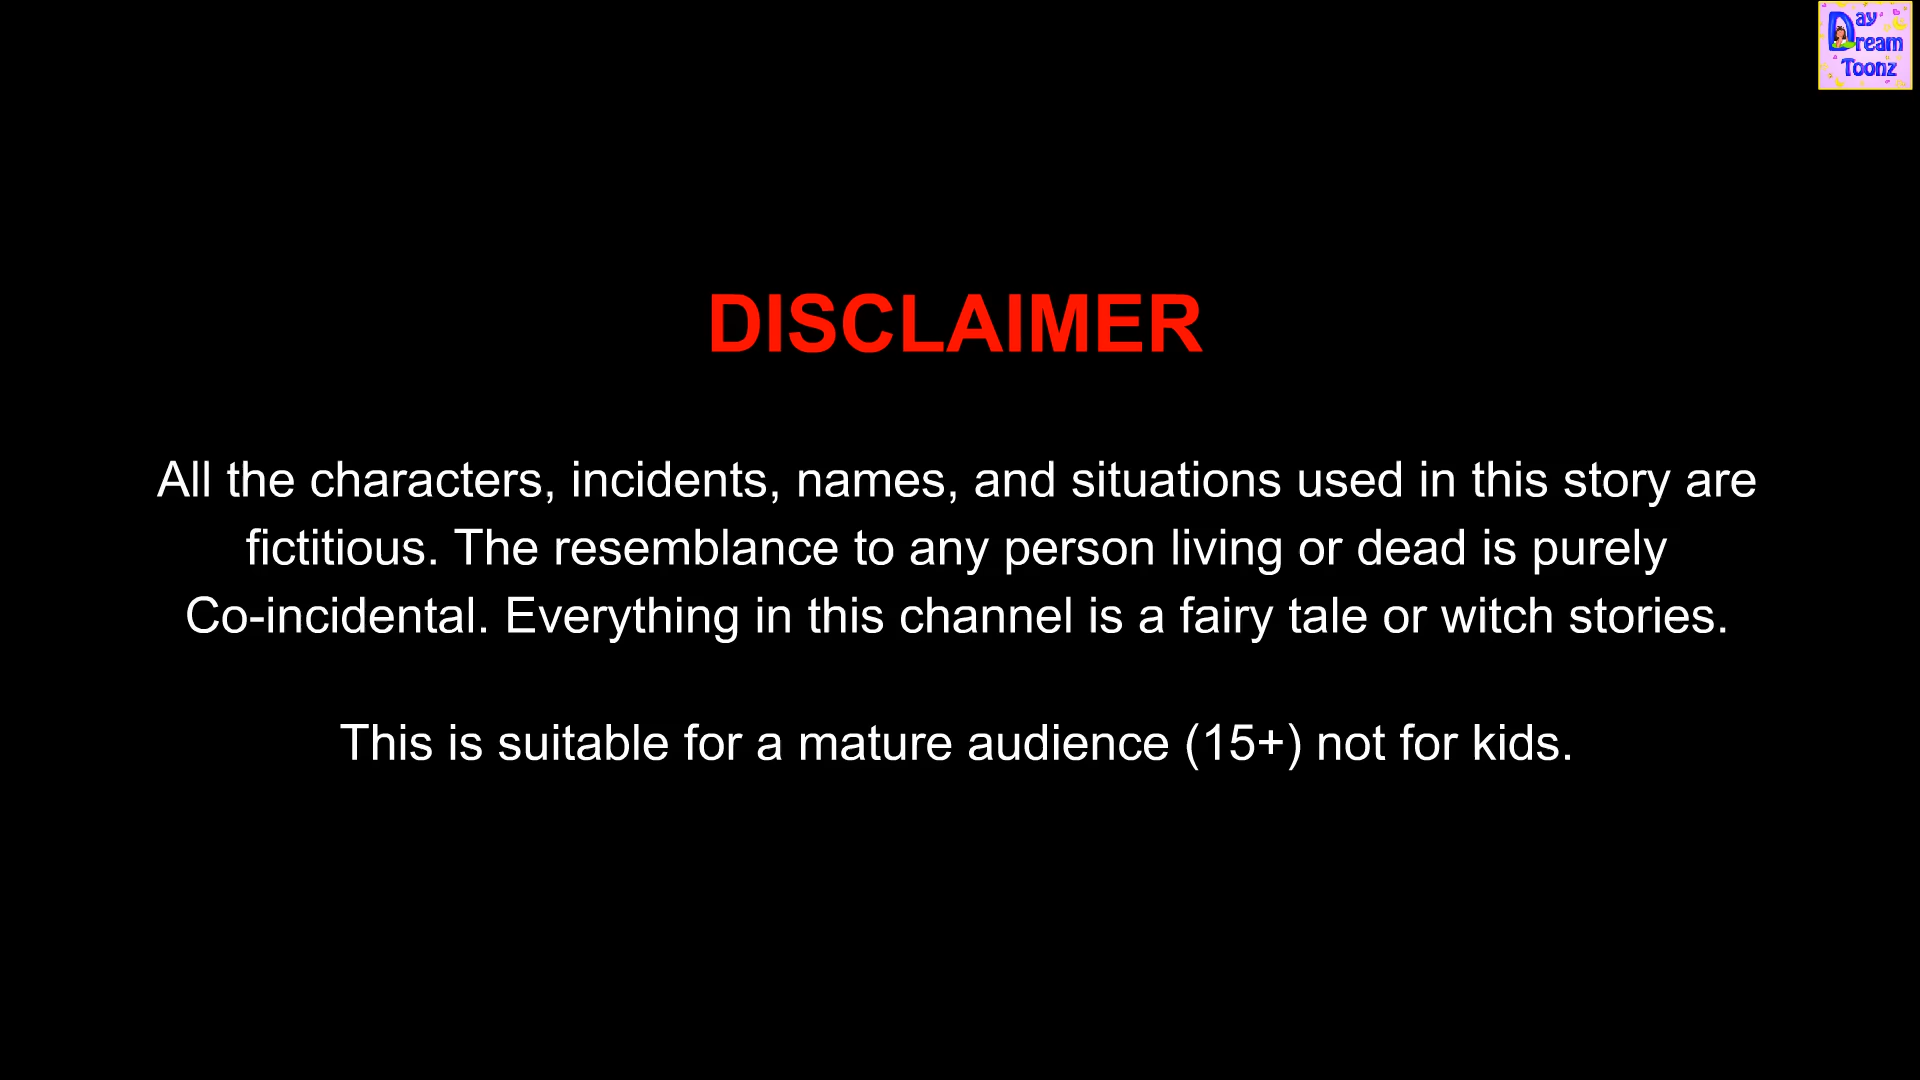 Day
Dream
Toonz
DISCLAIMER
All the characters, incidents, names, and situations used in this story are
fictitious. The resemblance to any person living or dead is purely
Co-incidental. Everything in this channel is a fairy tale or witch stories.
This is suitable for a mature audience (15+) not for kids.